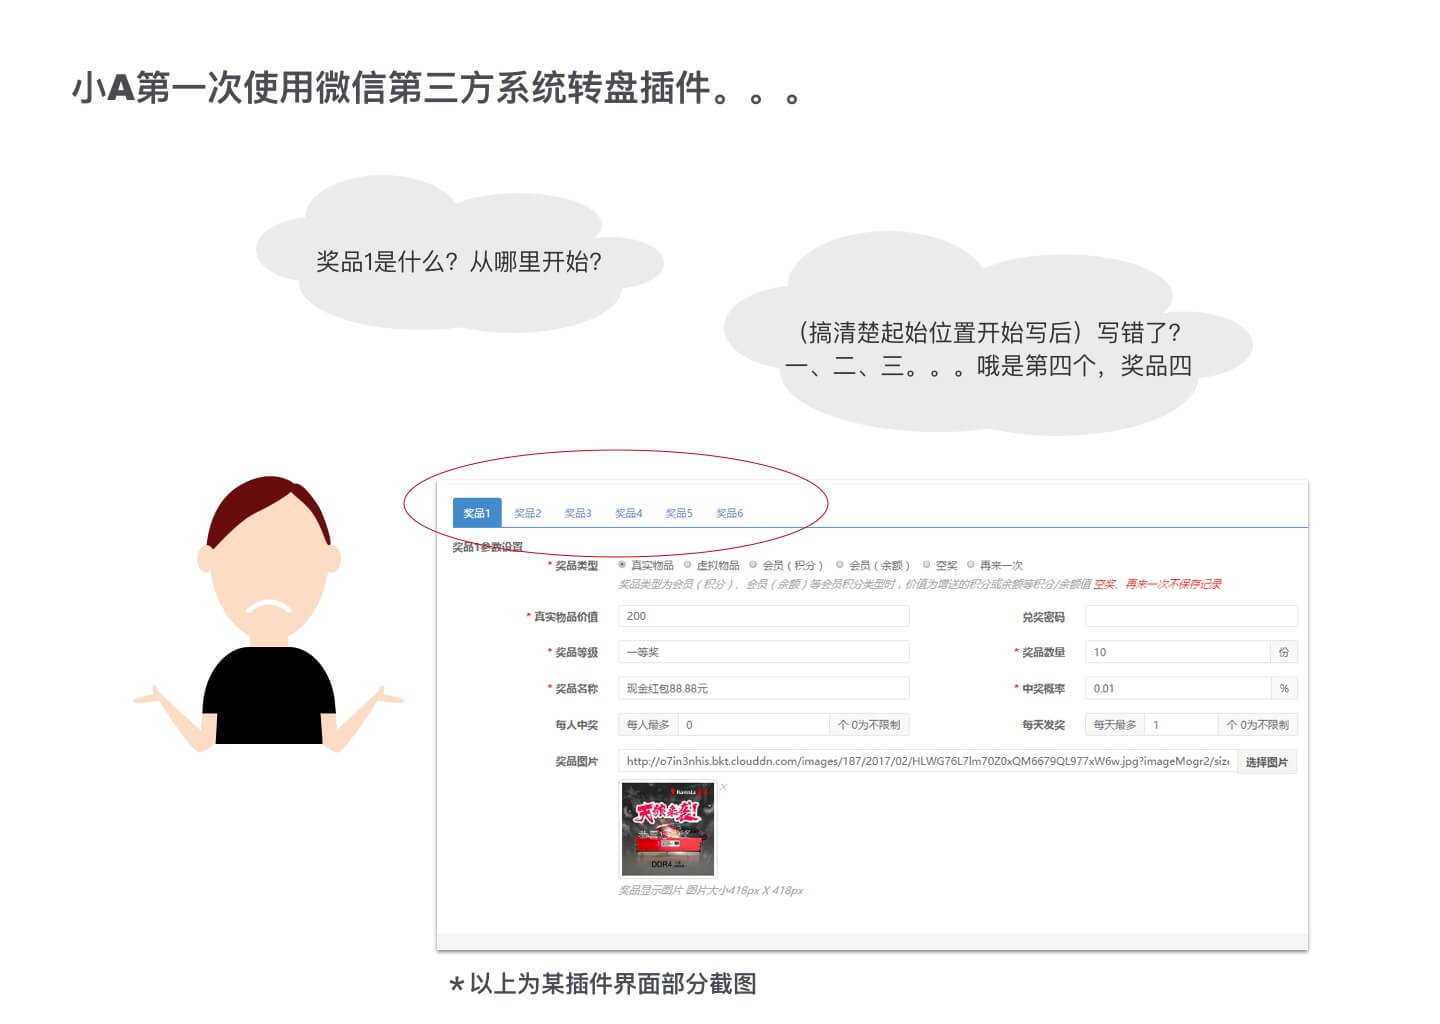 小A第一次使用微信第三方系统转盘插件。。。
奖品1是什么？从哪里开始？
（搞清楚起始位置开始写后）写错了？
一、二、三。。。哦是第四个，奖品四
奖品1 奖品2 奖品3 奖品4 奖品5 奖品6
奖品1参数设置
* 奖品类型 真实物品 虚拟物品 会员（积分） 会员（余额） 空奖 再来一次
奖品类型为会员（积分）、会员（余额）等会员积分类型时，价值为赠送的积分或余额等积分/余额值 空奖、再来一次不保存记录
* 真实物品价值 200 兑奖密码
* 奖品等级 一等奖 * 奖品数量 10 份
* 奖品名称 现金红包88.88元 * 中奖概率 0.01 %
每人中奖 每人最多 0 个 0为不限制 每天发奖 每天最多 1 个 0为不限制
奖品图片 http://o7in3nhis.bkt.clouddn.com/images/187/2017/02/HLWG76L7lm70Z0xQM6679QL977xW6w.jpg?imageMogr2/size 选择图片
天狼来袭！
DDR4
奖品显示图片 图片大小418px X 418px
＊以上为某插件界面部分截图